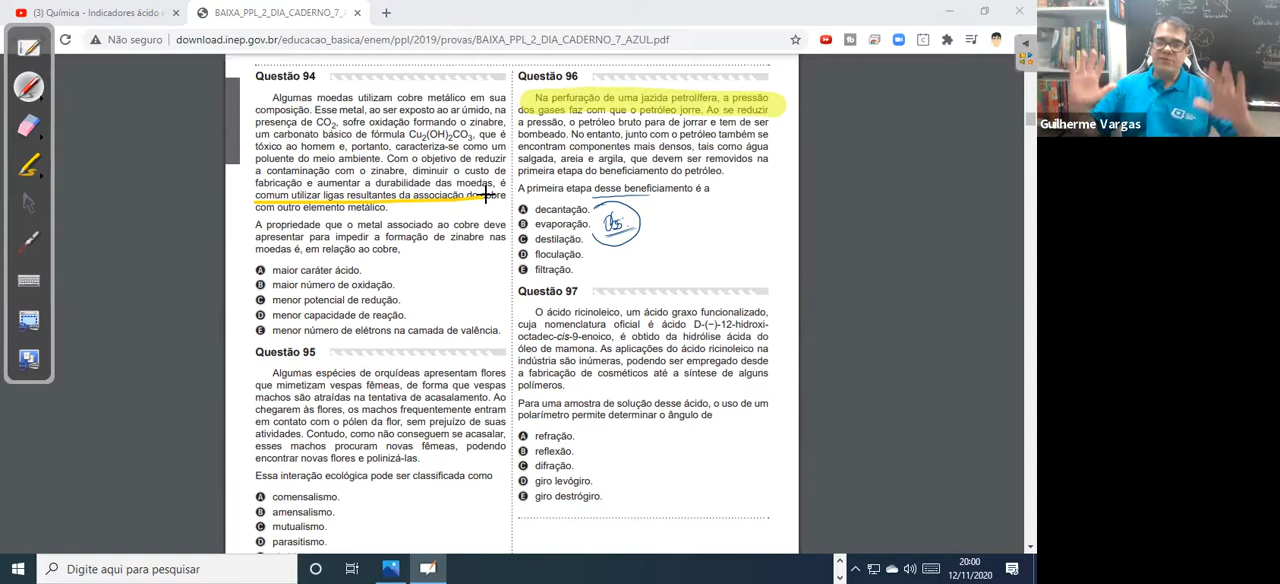 (3) Química - Indicadores ácido e
BAIXA_PPL_2_DIA_CADERNO_7_A
Não seguro
download.inep.gov.br/educacao_basica/enem/ppl/2019/provas/BAIXA_PPL_2_DIA_CADERNO_7_AZUL.pdf
Guilherme Vargas
Questão 94
Algumas moedas utilizam cobre metálico em sua
composição. Esse metal, ao ser exposto ao ar úmido, na
presença de CO2, sofre oxidação formando o zinabre,
um carbonato básico de fórmula Cu2(OH)2CO3, que é
tóxico ao homem e, portanto, caracteriza-se como um
poluente do meio ambiente. Com o objetivo de reduzir
a contaminação com o zinabre, diminuir o custo de
fabricação e aumentar a durabilidade das moedas, é
comum utilizar ligas resultantes da associação do cobre
com outro elemento metálico.
A propriedade que o metal associado ao cobre deve
apresentar para impedir a formação de zinabre nas
moedas é, em relação ao cobre,
A maior caráter ácido.
B maior número de oxidação.
C menor potencial de redução.
D menor capacidade de reação.
E menor número de elétrons na camada de valência.
Questão 95
Algumas espécies de orquídeas apresentam flores
que mimetizam vespas fêmeas, de forma que vespas
machos são atraídas na tentativa de acasalamento. Ao
chegarem às flores, os machos frequentemente entram
em contato com o pólen da flor, sem prejuízo de suas
atividades. Contudo, como não conseguem se acasalar,
esses machos procuram novas fêmeas, podendo
encontrar novas flores e polinizá-las.
Essa interação ecológica pode ser classificada como
A comensalismo.
B amensalismo.
C mutualismo.
D parasitismo.
Questão 96
Na perfuração de uma jazida petrolífera, a pressão
dos gases faz com que o petróleo jorre. Ao se reduzir
a pressão, o petróleo bruto para de jorrar e tem de ser
bombeado. No entanto, junto com o petróleo também se
encontram componentes mais densos, tais como água
salgada, areia e argila, que devem ser removidos na
primeira etapa do beneficiamento do petróleo.
A primeira etapa desse beneficiamento é a
A decantação.
B evaporação.
C destilação.
D floculação.
E filtração.
Questão 97
O ácido ricinoleico, um ácido graxo funcionalizado,
cuja nomenclatura oficial é ácido D-(−)-12-hidroxi-
octadec-cis-9-enoico, é obtido da hidrólise ácida do
óleo de mamona. As aplicações do ácido ricinoleico na
indústria são inúmeras, podendo ser empregado desde
a fabricação de cosméticos até a síntese de alguns
polímeros.
Para uma amostra de solução desse ácido, o uso de um
polarímetro permite determinar o ângulo de
A refração.
B reflexão.
C difração.
D giro levógiro.
E giro destrógiro.
Digite aqui para pesquisar
20:00
12/11/2020